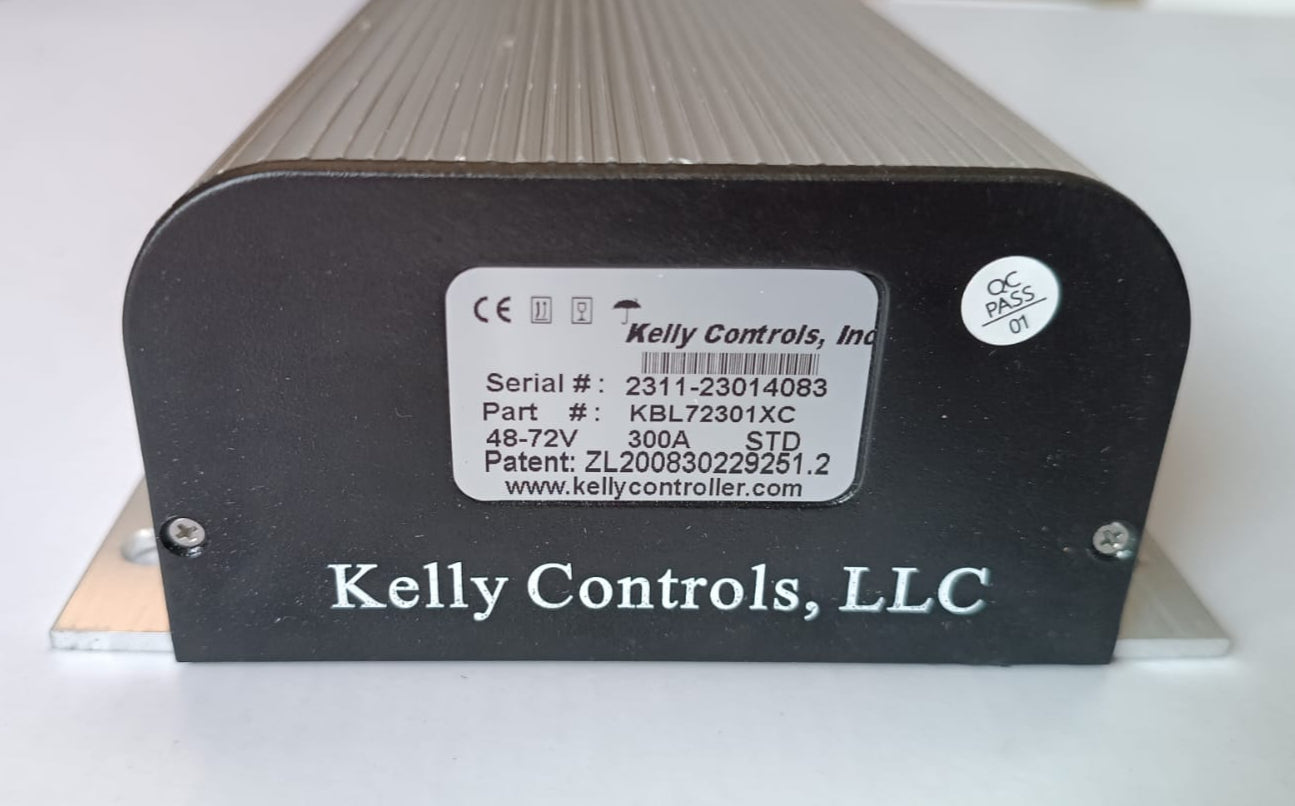 CE
Kelly Controls, Inc
Serial #: 2311-23014083
Part #: KBL72301XC
48-72V 300A STD
Patent: ZL200830229251.2
www.kellycontroller.com
QC
PASS
01
Kelly Controls, LLC